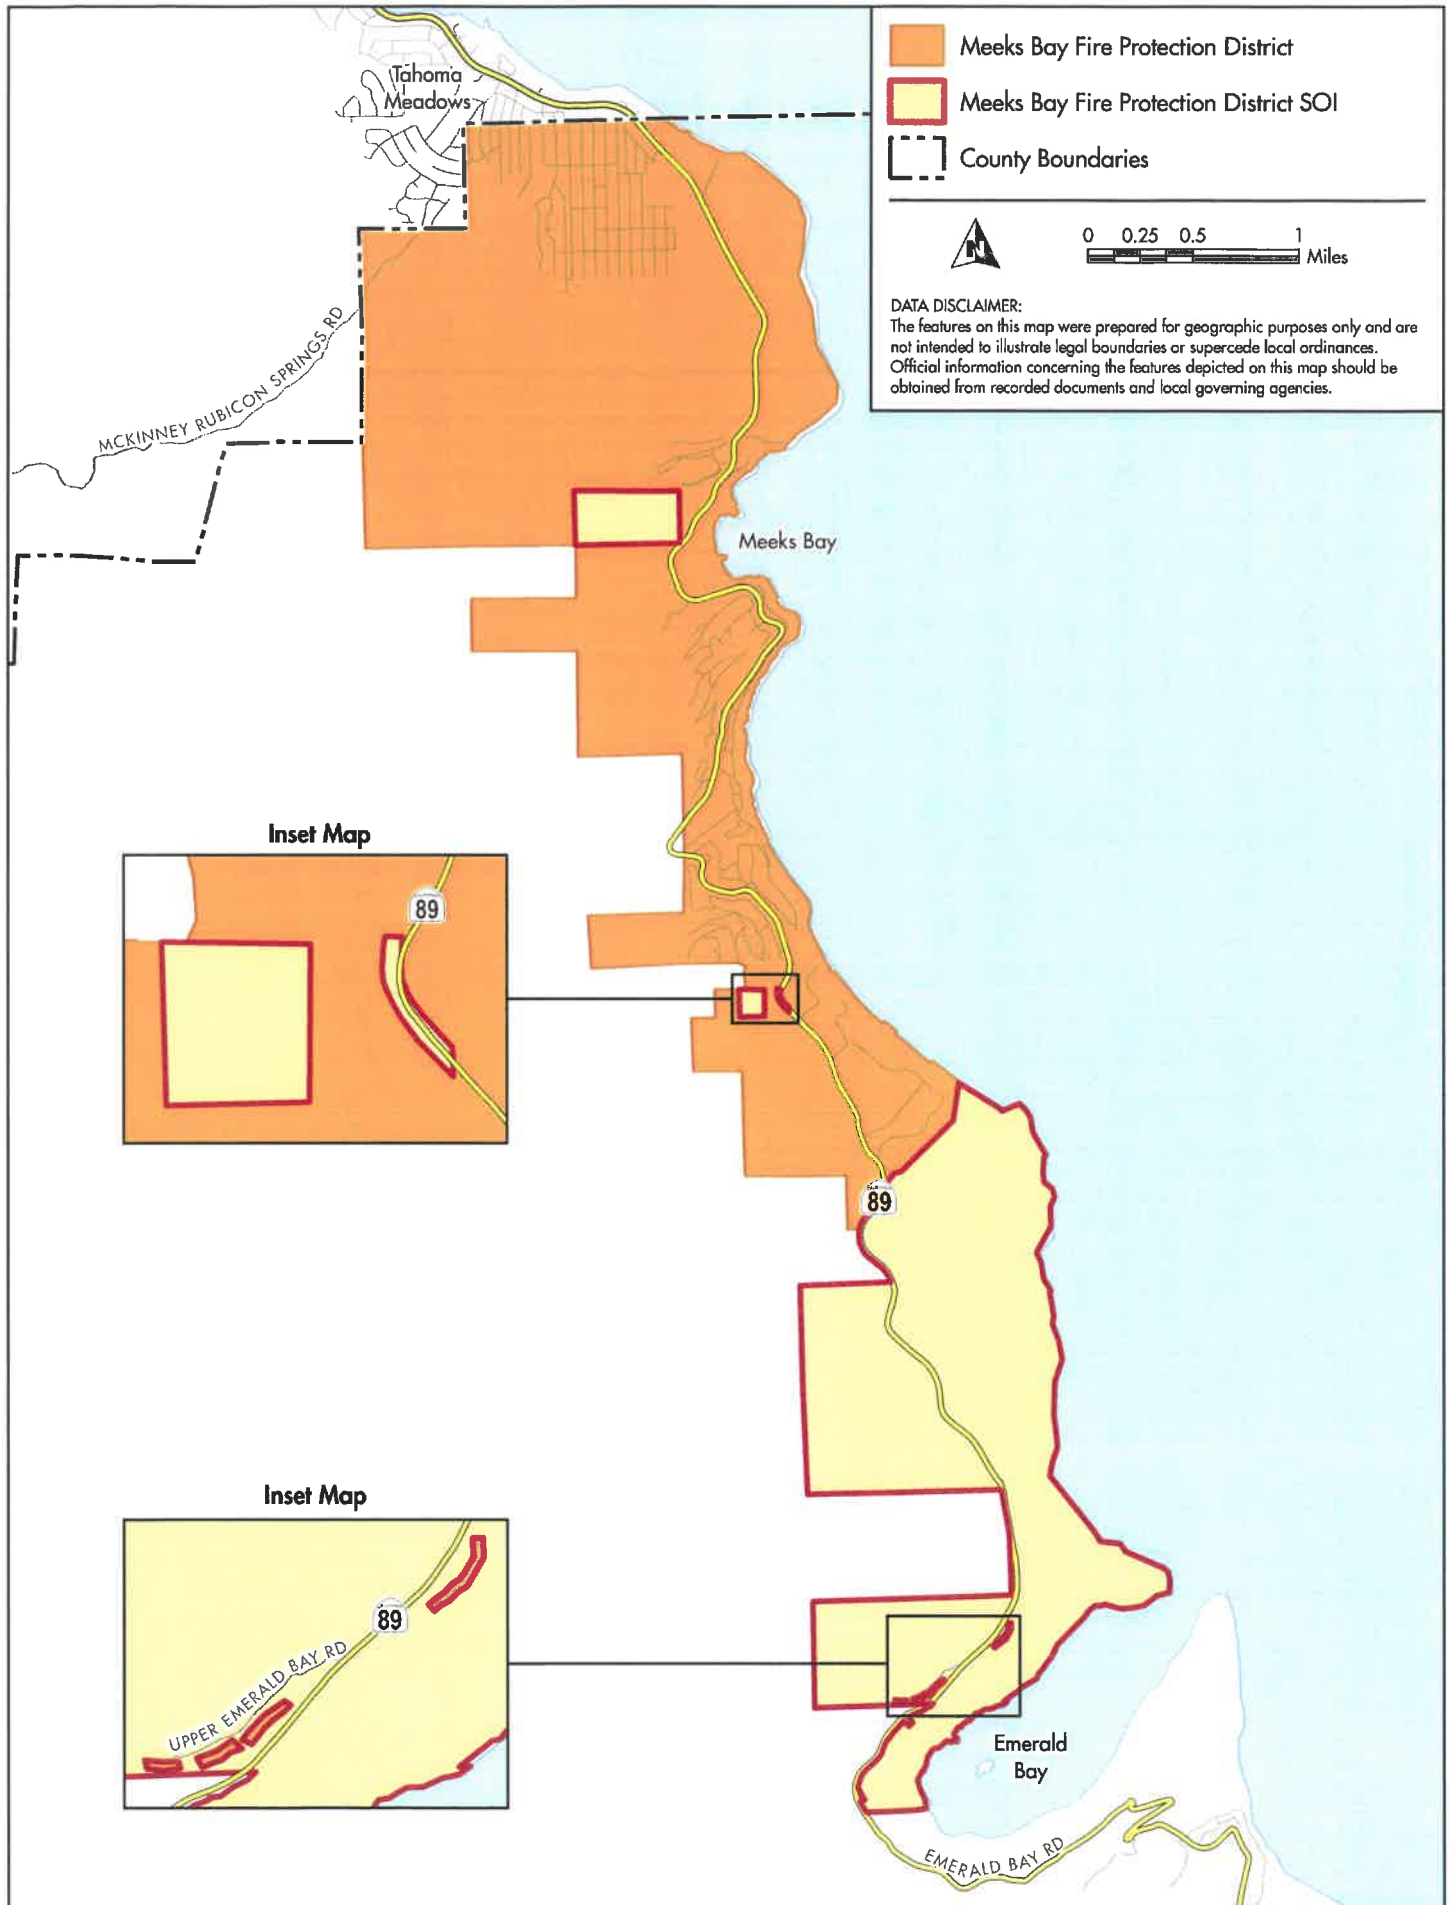 Meeks Bay Fire Protection District
Meeks Bay Fire Protection District SOI
County Boundaries
N
0 0.25 0.5 1
Miles
DATA DISCLAIMER:
The features on this map were prepared for geographic purposes only and are
not intended to illustrate legal boundaries or supercede local ordinances.
Official information concerning the features depicted on this map should be
obtained from recorded documents and local governing agencies.
Tahoma
Meadows
MCKINNEY RUBICON SPRINGS RD
Meeks Bay
Inset Map
89
89
Inset Map
89
UPPER EMERALD BAY RD
Emerald
Bay
EMERALD BAY RD